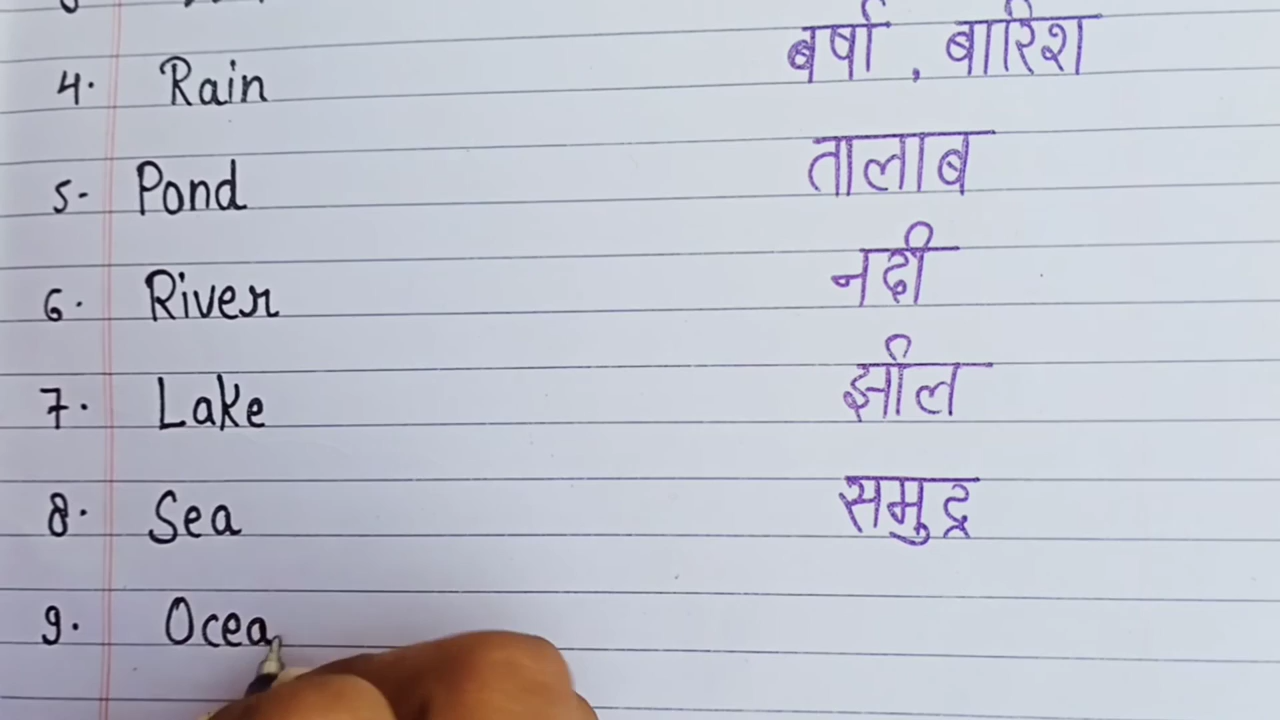 4. Rain बर्षा , बारिश
5- Pond तालाब
6. River नदी
7. Lake झील
8. Sea समुद्र
9. Ocea